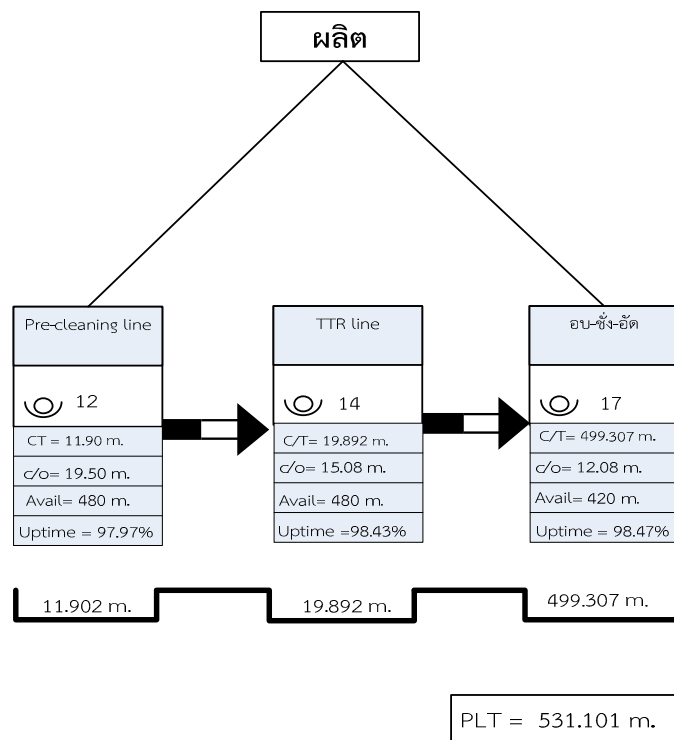 ผลิต
Pre-cleaning line
12
CT = 11.90 m.
c/o= 19.50 m.
Avail= 480 m.
Uptime = 97.97%
TTR line
14
C/T= 19.892 m.
c/o= 15.08 m.
Avail= 480 m.
Uptime =98.43%
อบ-ชั่ง-อัด
17
C/T= 499.307 m.
c/o= 12.08 m.
Avail= 420 m.
Uptime = 98.47%
11.902 m.
19.892 m.
499.307 m.
PLT = 531.101 m.